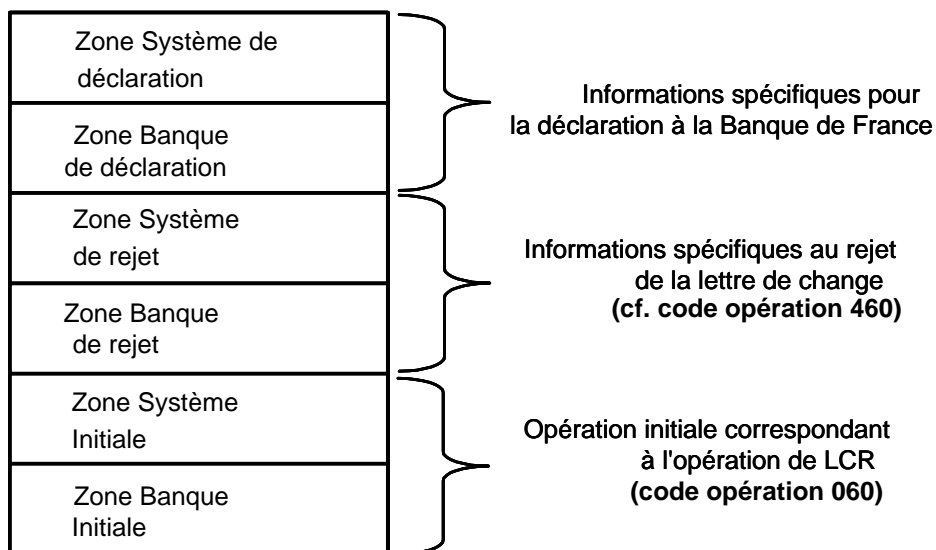 Zone Système de
déclaration
Zone Banque
de déclaration
Informations spécifiques pour
la déclaration à la Banque de France
Zone Système
de rejet
Zone Banque
de rejet
Informations spécifiques au rejet
de la lettre de change
(cf. code opération 460)
Zone Système
Initiale
Zone Banque
Initiale
Opération initiale correspondant
à l'opération de LCR
(code opération 060)